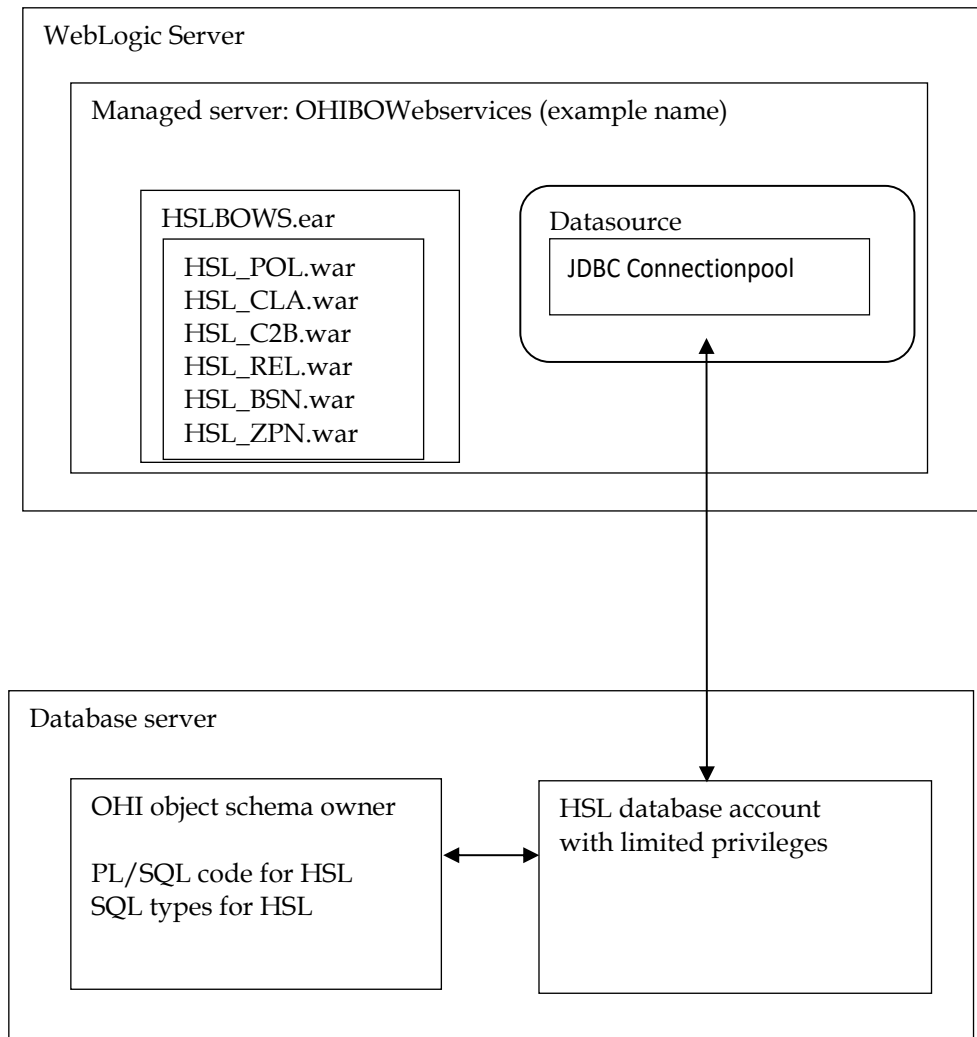 WebLogic Server
Managed server: OHIBOWebservices (example name)
HSLBOWS.ear
HSL_POL.war
HSL_CLA.war
HSL_C2B.war
HSL_REL.war
HSL_BSN.war
HSL_ZPN.war
Datasource
JDBC Connectionpool
Database server
OHI object schema owner
PL/SQL code for HSL
SQL types for HSL
HSL database account
with limited privileges